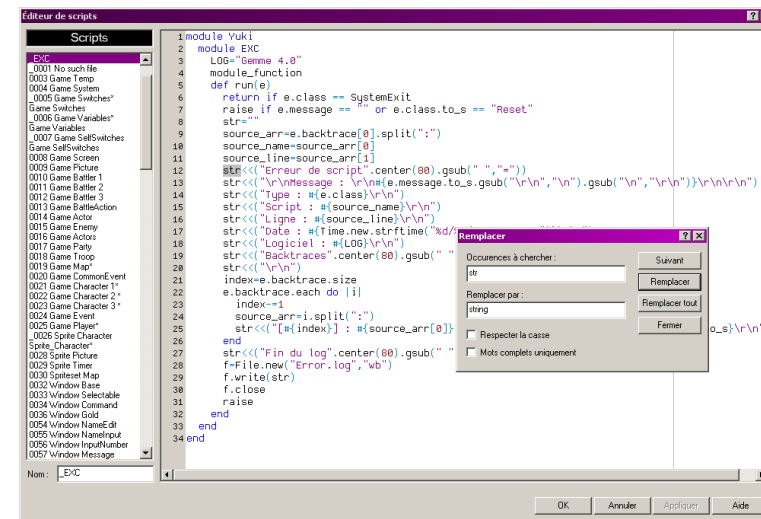 Éditeur de scripts
Scripts
_EXC
_0001 No such file
0003 Game Temp
0004 Game System
_0005 Game Switches*
Game Switches
_0006 Game Variables*
Game Variables
_0007 Game SelfSwitches
Game SelfSwitches
0008 Game Screen
0009 Game Picture
0010 Game Battler 1
0011 Game Battler 2
0012 Game Battler 3
0013 Game BattleAction
0014 Game Actor
0015 Game Enemy
0016 Game Actors
0017 Game Party
0018 Game Troop
0019 Game Map*
0020 Game CommonEvent
0021 Game Character 1*
0022 Game Character 2 *
0023 Game Character 3 *
0024 Game Event
0025 Game Player*
_0026 Sprite Character
Sprite_Character*
0028 Sprite Picture
0029 Sprite Timer
0030 Spriteset Map
0032 Window Base
0033 Window Selectable
0034 Window Command
0036 Window Gold
0054 Window NameEdit
0055 Window NameInput
0056 Window InputNumber
0057 Window Message
Nom : _EXC
1 module Yuki
2 module EXC
3 LOG="Gemme 4.0"
4 module_function
5 def run(e)
6 return if e.class == SystemExit
7 raise if e.message == "" or e.class.to_s == "Reset"
8 str=""
9 source_arr=e.backtrace[0].split(":")
10 source_name=source_arr[0]
11 source_line=source_arr[1]
12 str<<("Erreur de script".center(80).gsub(" ","="))
13 str<<("\r\nMessage : \r\n#{e.message.to_s.gsub("\r\n","\n").gsub("\n","\r\n")}\r\n\r\n")
14 str<<("Type : #{e.class}\r\n")
15 str<<("Script : #{source_name}\r\n")
16 str<<("Ligne : #{source_line}\r\n")
17 str<<("Date : #{Time.new.strftime("%d/
18 str<<("Logiciel : #{LOG}\r\n")
19 str<<("Backtraces".center(80).gsub(" "
20 str<<("\r\n")
21 index=e.backtrace.size
22 e.backtrace.each do |i|
23 index-=1
24 source_arr=i.split(":")
25 str<<("[#{index}] : #{source_arr[0]} o_s}\r\n"
26 end
27 str<<("Fin du log".center(80).gsub(" "
28 f=File.new("Error.log","wb")
29 f.write(str)
30 f.close
31 raise
32 end
33 end
34 end
Remplacer
Occurences à chercher :
str
Remplacer par :
string
Respecter la casse
Mots complets uniquement
Suivant
Remplacer
Remplacer tout
Fermer
OK Annuler Appliquer Aide